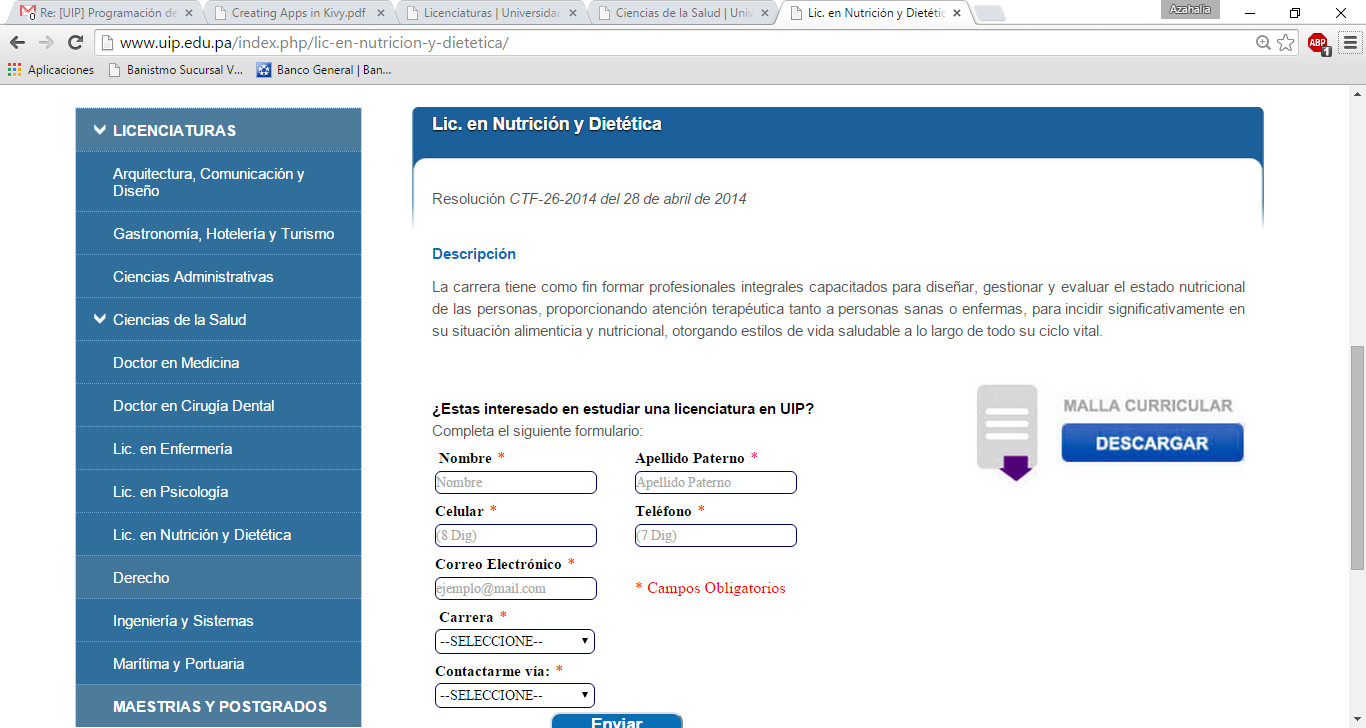 Re: [UIP] Programación de
Creating Apps in Kivy.pdf
Licenciaturas | Universidad
Ciencias de la Salud | Univ
Lic. en Nutrición y Dietétic
Azahalia
www.uip.edu.pa/index.php/lic-en-nutricion-y-dietetica/
ABP
1
Aplicaciones
Banistmo Sucursal V...
Banco General | Ban...
LICENCIATURAS
Arquitectura, Comunicación y
Diseño
Gastronomía, Hotelería y Turismo
Ciencias Administrativas
Ciencias de la Salud
Doctor en Medicina
Doctor en Cirugía Dental
Lic. en Enfermería
Lic. en Psicología
Lic. en Nutrición y Dietética
Derecho
Ingeniería y Sistemas
Marítima y Portuaria
MAESTRIAS Y POSTGRADOS
Lic. en Nutrición y Dietética
Resolución CTF-26-2014 del 28 de abril de 2014
Descripción
La carrera tiene como fin formar profesionales integrales capacitados para diseñar, gestionar y evaluar el estado nutricional
de las personas, proporcionando atención terapéutica tanto a personas sanas o enfermas, para incidir significativamente en
su situación alimenticia y nutricional, otorgando estilos de vida saludable a lo largo de todo su ciclo vital.
¿Estas interesado en estudiar una licenciatura en UIP?
Completa el siguiente formulario:
Nombre * Apellido Paterno *
Nombre Apellido Paterno
Celular * Teléfono *
(8 Dig) (7 Dig)
Correo Electrónico *
ejemplo@mail.com * Campos Obligatorios
Carrera *
--SELECCIONE--
Contactarme vía: *
--SELECCIONE--
Enviar
MALLA CURRICULAR
DESCARGAR